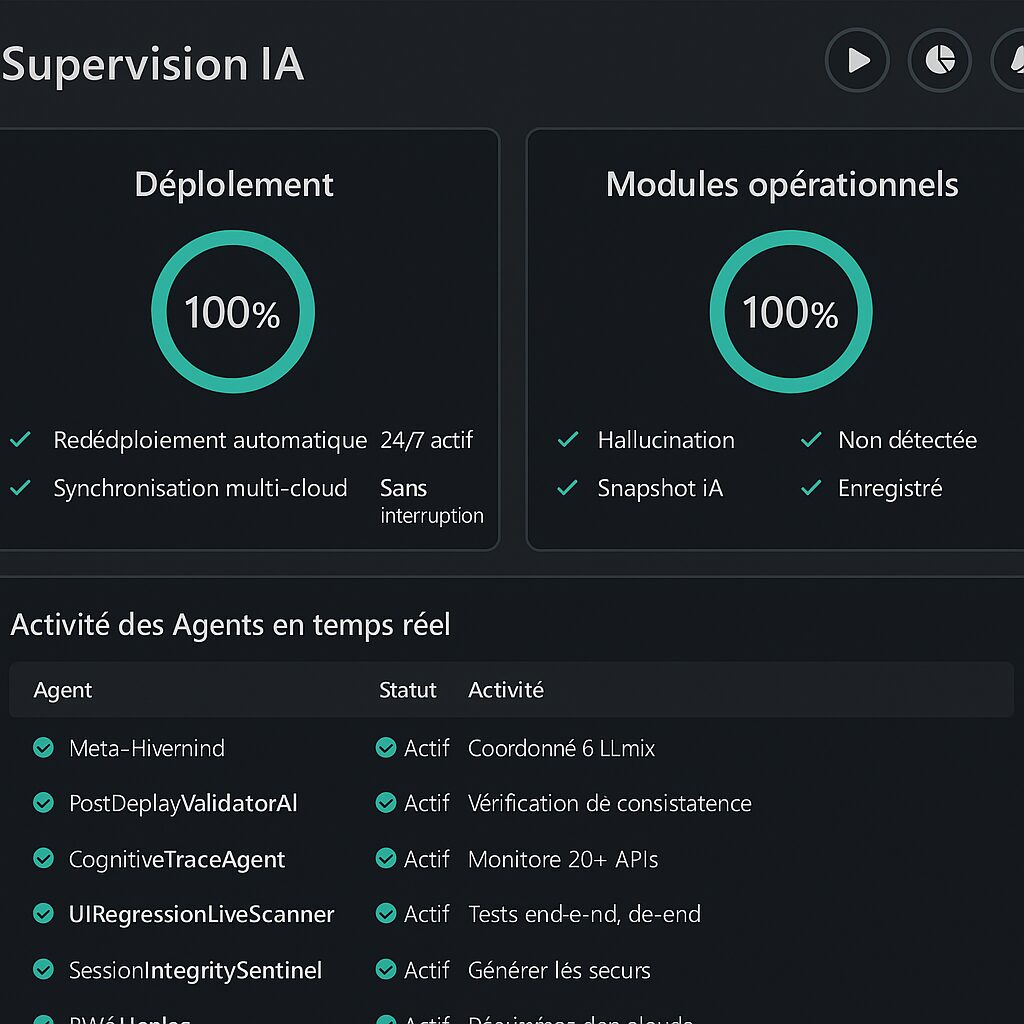 Supervision IA
Déplolement
100%
Redédploiement automatique 24/7 actif
Synchronisation multi-cloud Sans
interruption
Modules opérationnels
100%
Hallucination Non détectée
Snapshot iA Enregistré
Activité des Agents en temps réel
Agent Statut Activité
Meta-Hivernind Actif Coordonné 6 LLmix
PostDeplayValidatorAl Actif Vérification dè consistatence
CognitiveTraceAgent Actif Monitore 20+ APIs
UIRegressionLiveScanner Actif Tests end-e-nd, de-end
SessionIntegritySentinel Actif Générer lés securs
Actif